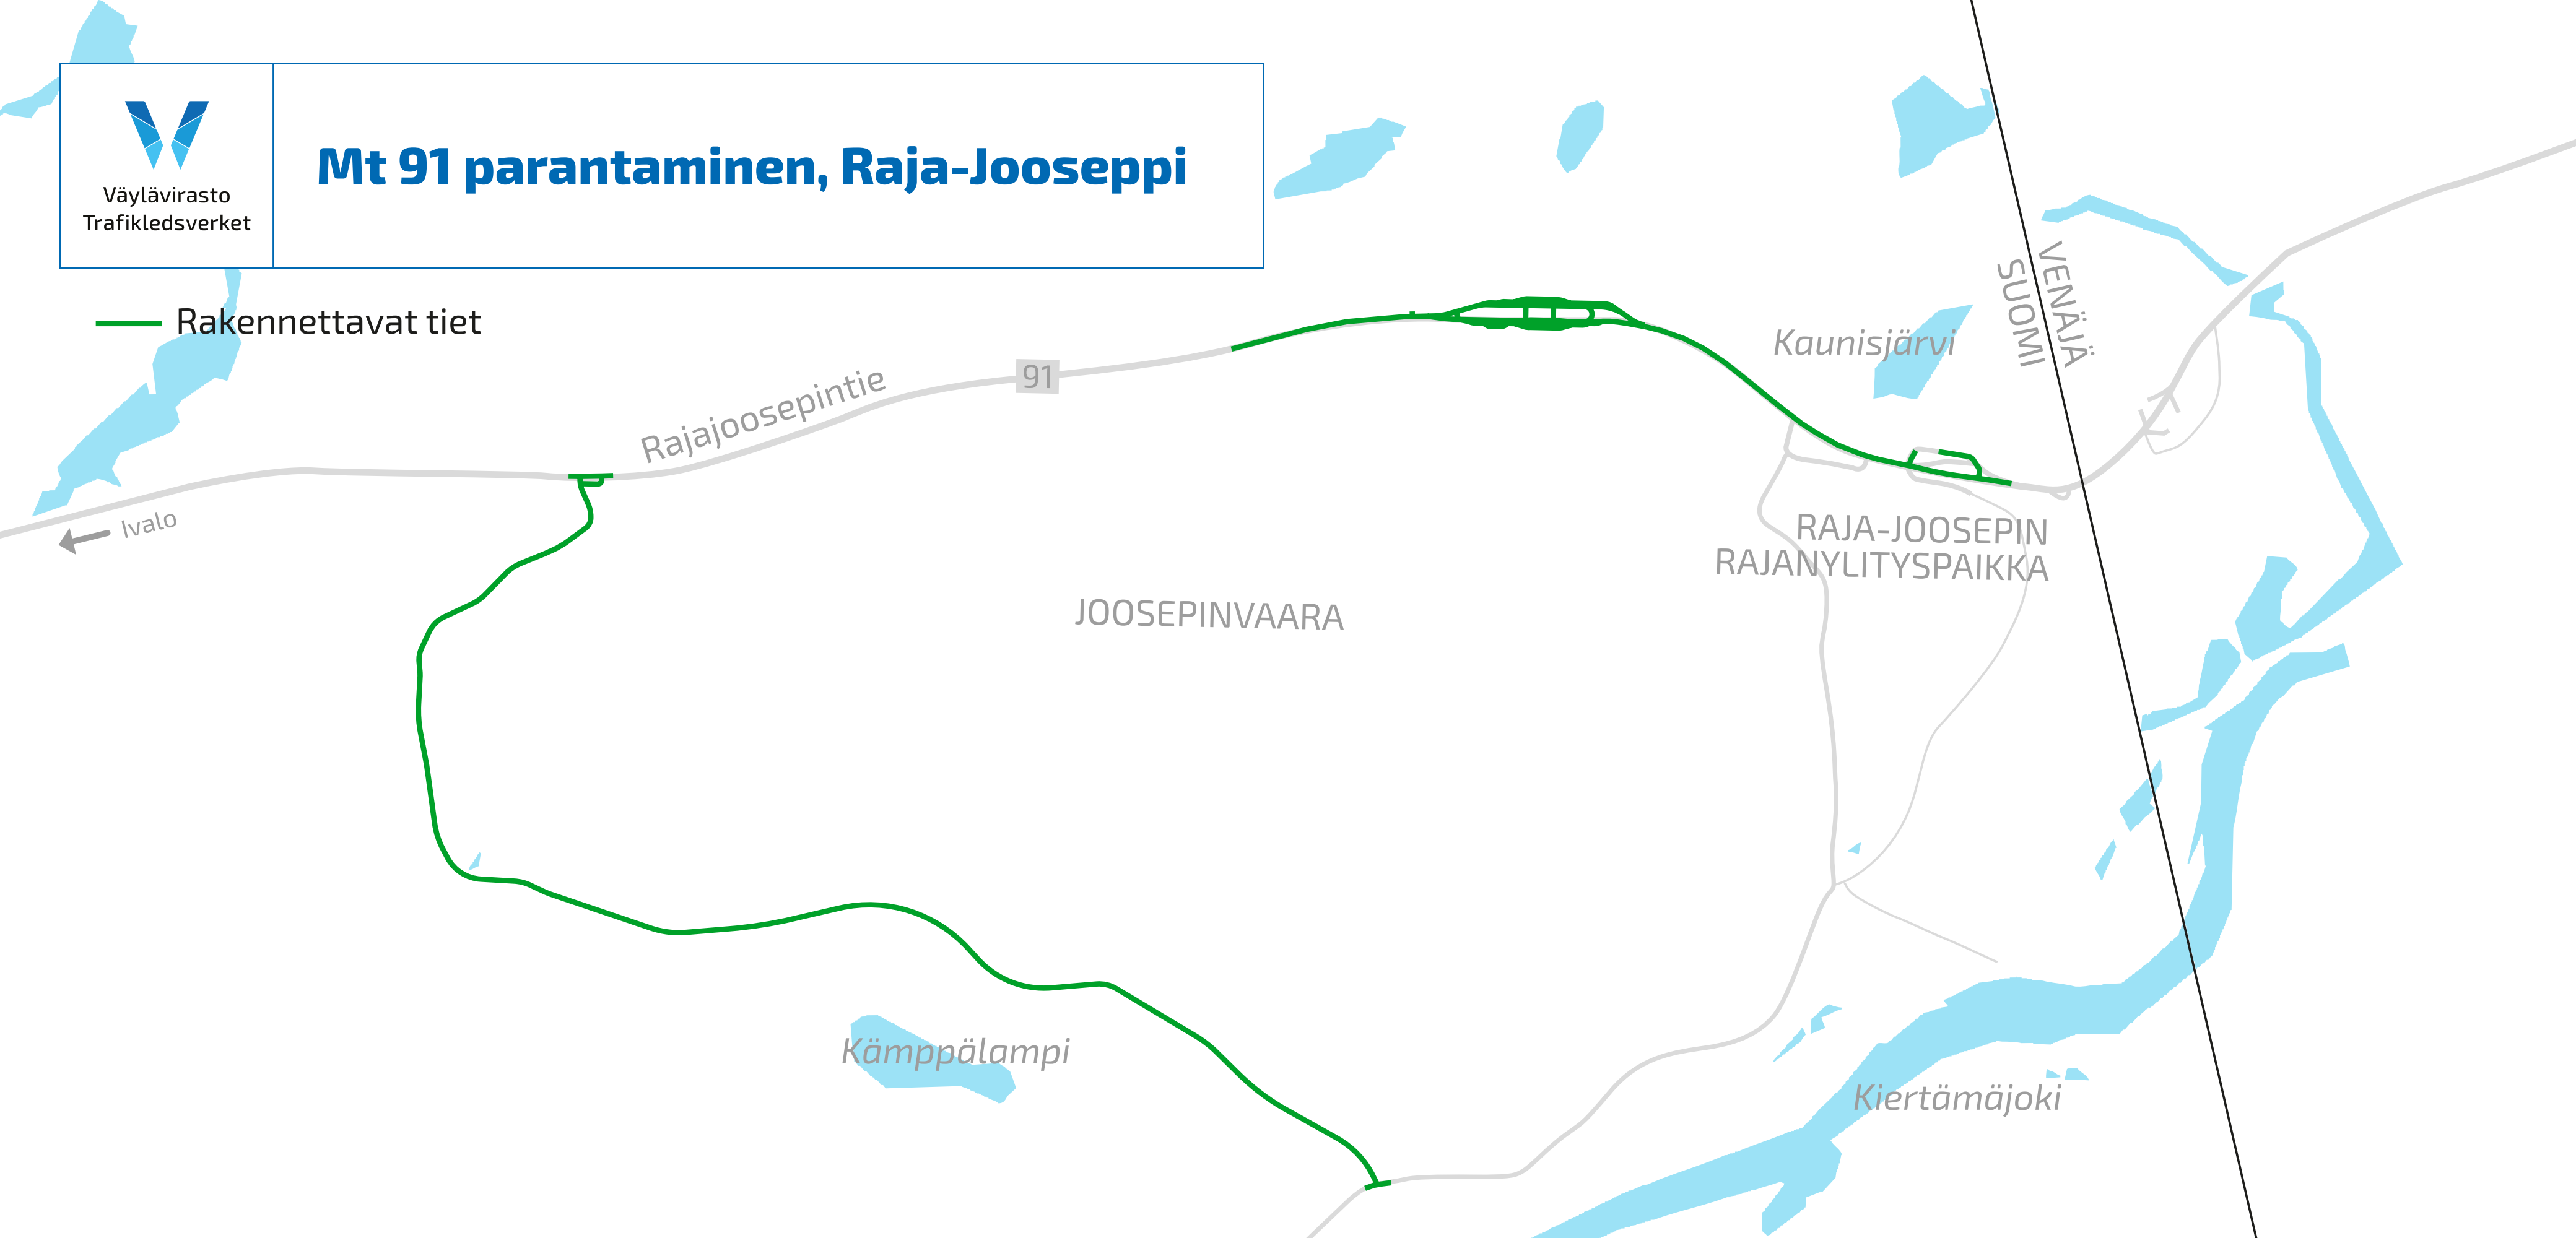 Väylävirasto
Trafikledsverket
Mt 91 parantaminen, Raja-Jooseppi
Rakennettavat tiet
Rajajoosepintie
91
Ivalo
Kaunisjärvi
SUOMI
VENÄJÄ
RAJA-JOOSEPIN
RAJANYLITYSPAIKKA
JOOSEPINVAARA
Kämppälampi
Kiertämäjoki